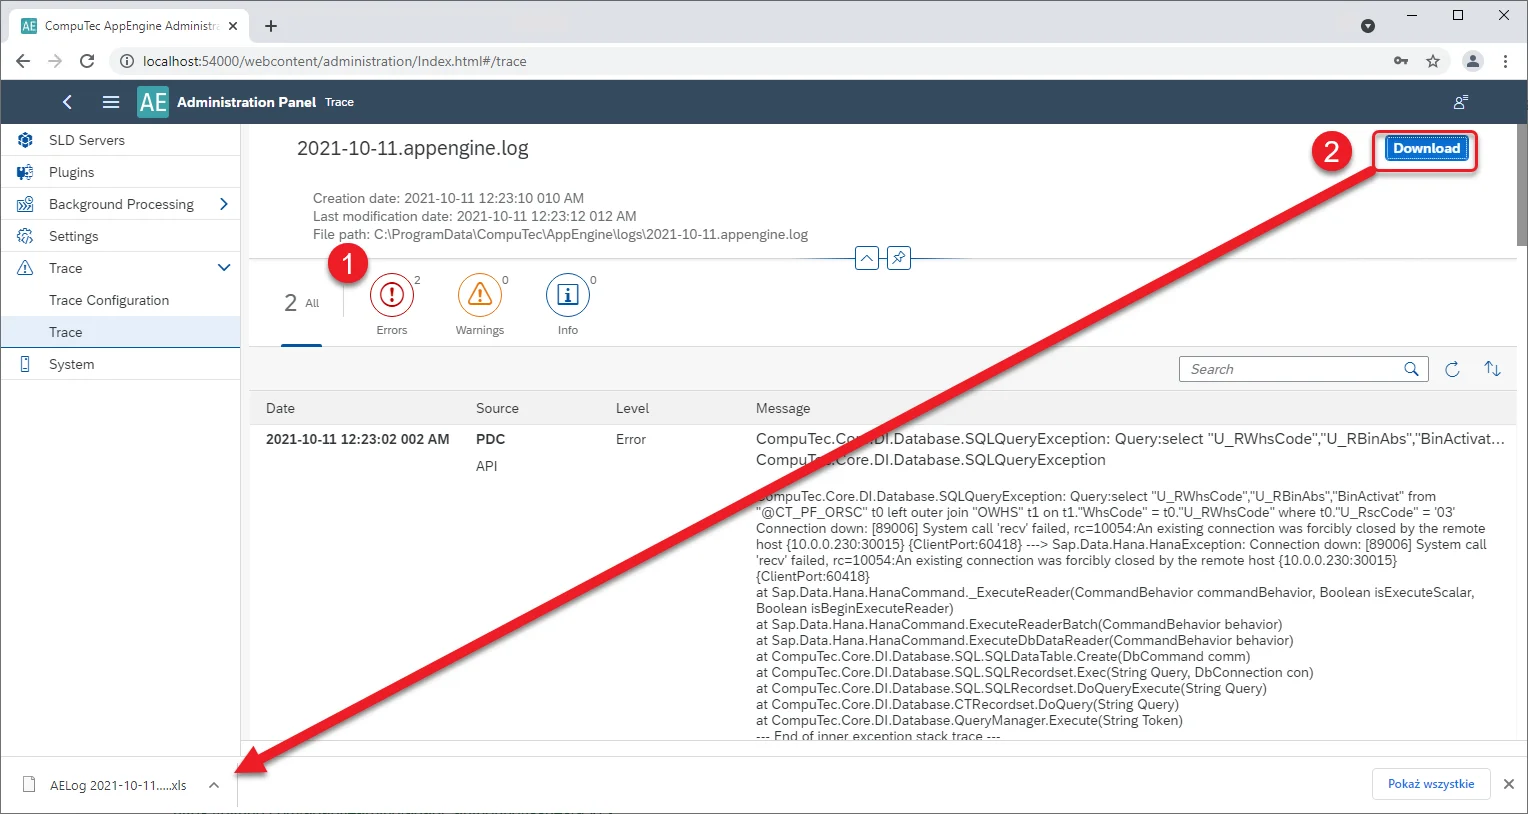 AE CompuTec AppEngine Administra
localhost:54000/webcontent/administration/Index.html#/trace
AE Administration Panel Trace
SLD Servers
Plugins
Background Processing
Settings
Trace
Trace Configuration
Trace
System
2021-10-11.appengine.log
2
Download
Creation date: 2021-10-11 12:23:10 010 AM
Last modification date: 2021-10-11 12:23:12 012 AM
File path: C:\ProgramData\CompuTec\AppEngine\logs\2021-10-11.appengine.log
1
2 All
2
Errors
0
Warnings
0
Info
Search
Date Source Level Message
2021-10-11 12:23:02 002 AM PDC Error
API
CompuTec.Core.DI.Database.SQLQueryException: Query:select "U_RWhsCode","U_RBinAbs","BinActivat...
CompuTec.Core.DI.Database.SQLQueryException
CompuTec.Core.DI.Database.SQLQueryException: Query:select "U_RWhsCode","U_RBinAbs","BinActivat" from
"@CT_PF_ORSC" t0 left outer join "OWHS" t1 on t1."WhsCode" = t0."U_RWhsCode" where t0."U_RscCode" = '03'
Connection down: [89006] System call 'recv' failed, rc=10054:An existing connection was forcibly closed by the remote
host {10.0.0.230:30015} {ClientPort:60418} ---> Sap.Data.Hana.HanaException: Connection down: [89006] System call
'recv' failed, rc=10054:An existing connection was forcibly closed by the remote host {10.0.0.230:30015}
{ClientPort:60418}
at Sap.Data.Hana.HanaCommand._ExecuteReader(CommandBehavior commandBehavior, Boolean isExecuteScalar,
Boolean isBeginExecuteReader)
at Sap.Data.Hana.HanaCommand.ExecuteReaderBatch(CommandBehavior behavior)
at Sap.Data.Hana.HanaCommand.ExecuteDbDataReader(CommandBehavior behavior)
at CompuTec.Core.DI.Database.SQL.SQLDataTable.Create(DbCommand comm)
at CompuTec.Core.DI.Database.SQL.SQLRecordset.Exec(String Query, DbConnection con)
at CompuTec.Core.DI.Database.SQL.SQLRecordset.DoQueryExecute(String Query)
at CompuTec.Core.DI.Database.CTRecordset.DoQuery(String Query)
at CompuTec.Core.DI.Database.QueryManager.Execute(String Token)
--- End of inner exception stack trace ---
AELog 2021-10-11.....xls
Pokaż wszystkie